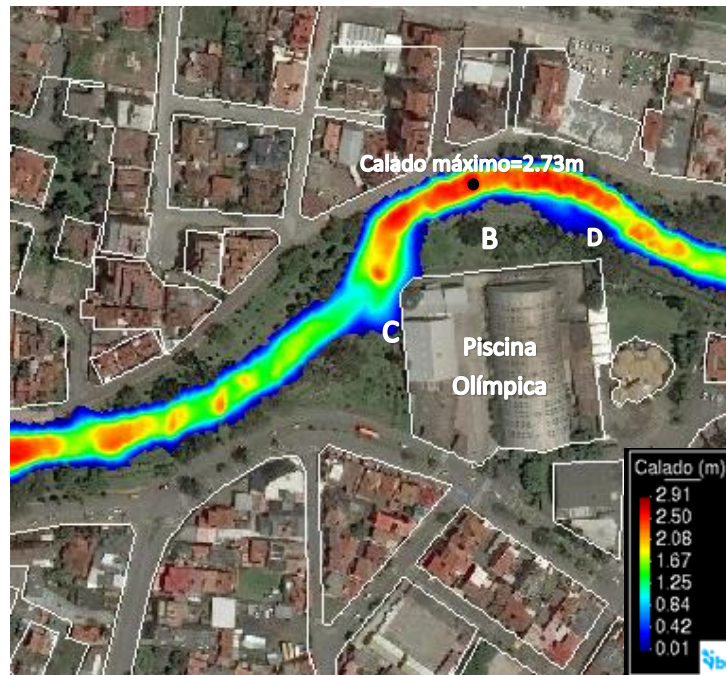 Calado máximo=2.73m
B
D
C
Piscina
Olímpica
Calado (m)
2.91
2.50
2.08
1.67
1.25
0.84
0.42
0.01